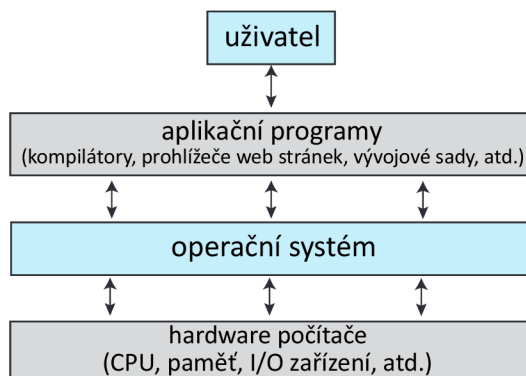 uživatel
aplikační programy
(kompilátory, prohlížeče web stránek, vývojové sady, atd.)
operační systém
hardware počítače
(CPU, paměť, I/O zařízení, atd.)